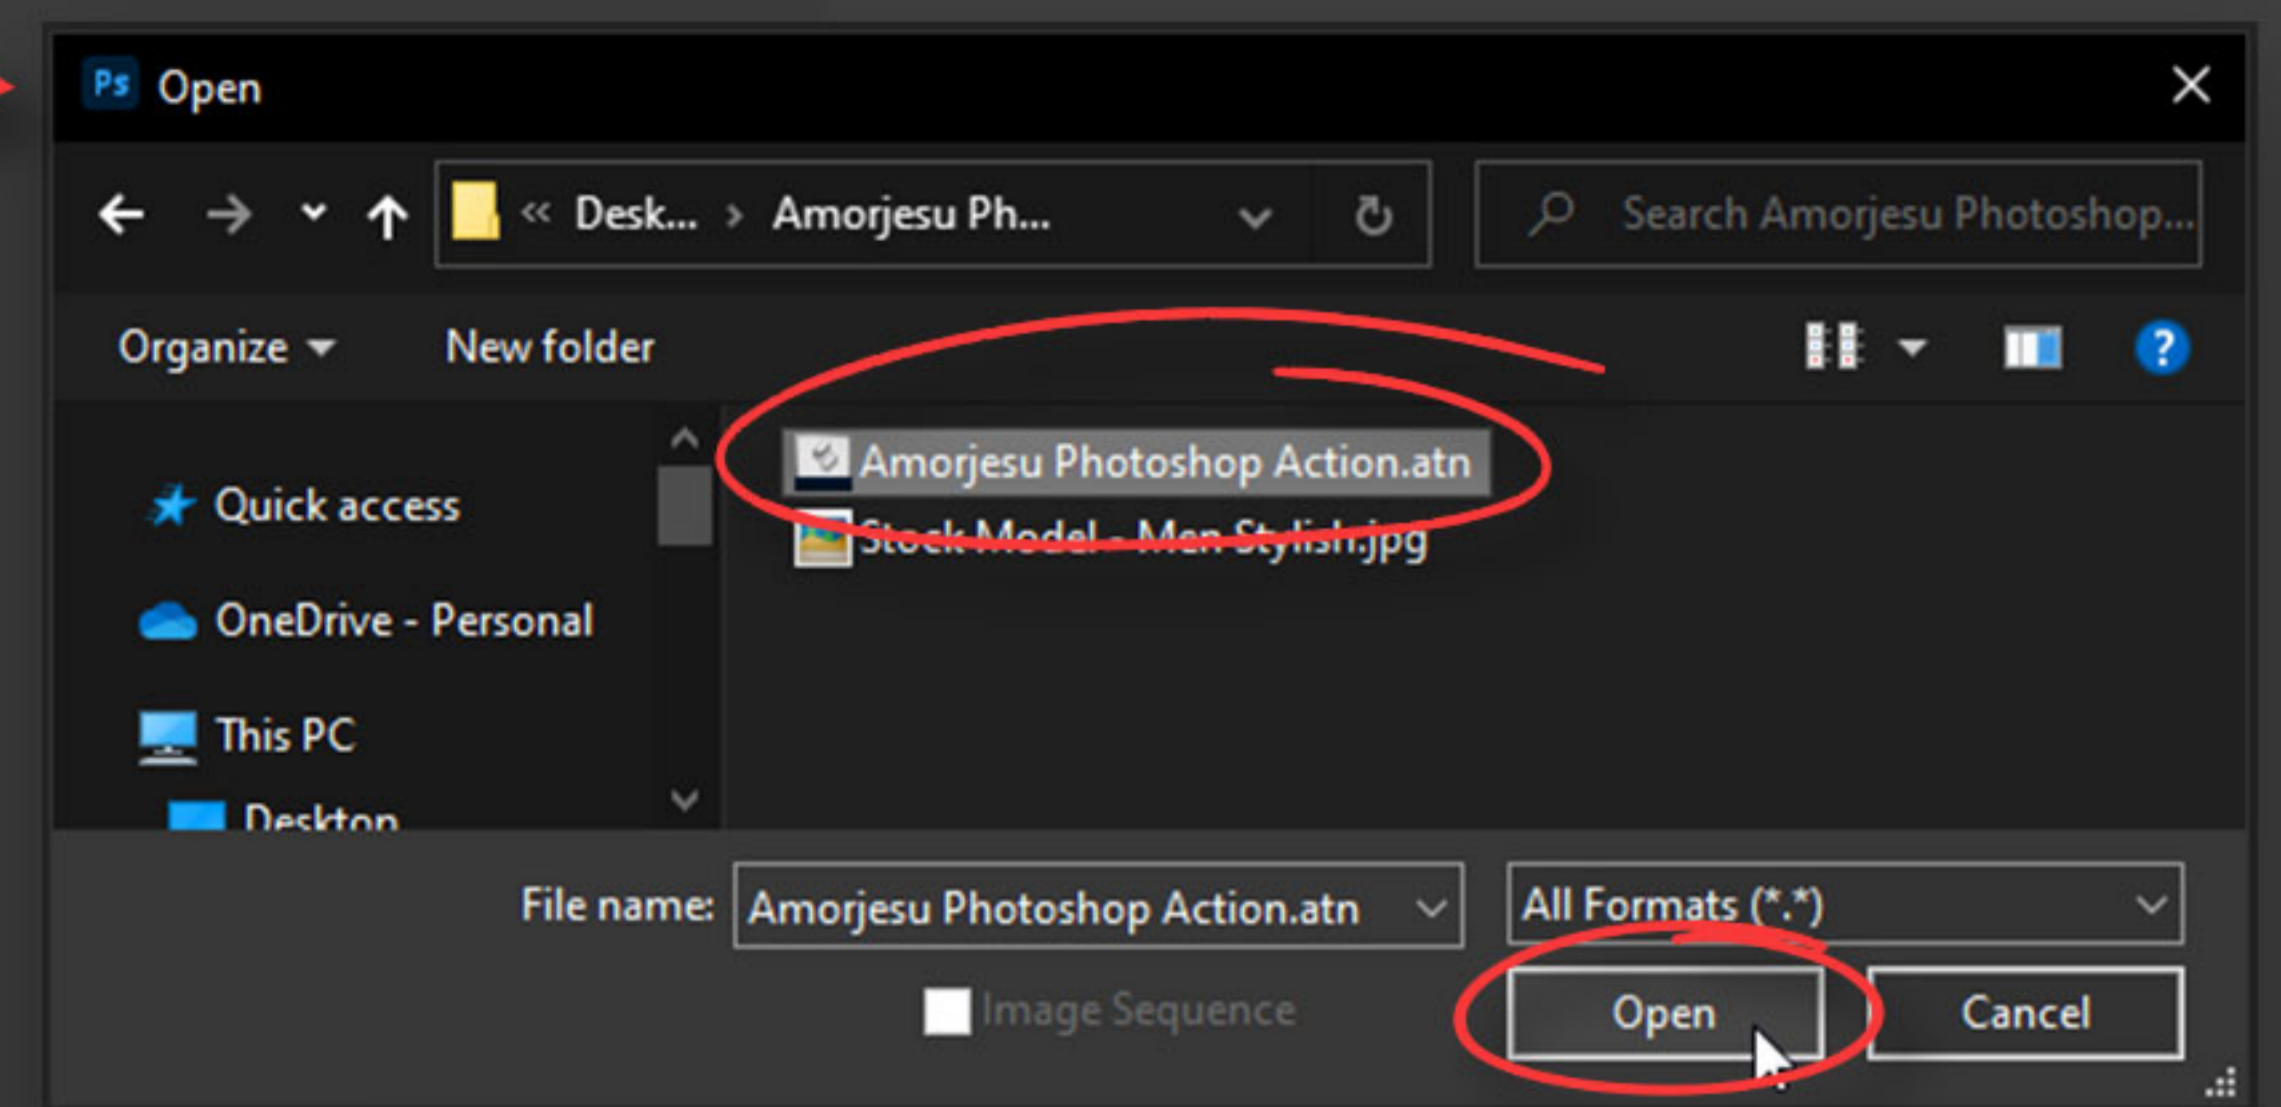 Ps Open
« Desk... › Amorjesu Ph...
Search Amorjesu Photoshop...
Organize
New folder
?
Amorjesu Photoshop Action.atn
Stock Model - Men Stylish.jpg
Quick access
OneDrive - Personal
This PC
Desktop
File name: Amorjesu Photoshop Action.atn
All Formats (*.*)
Image Sequence
Open
Cancel